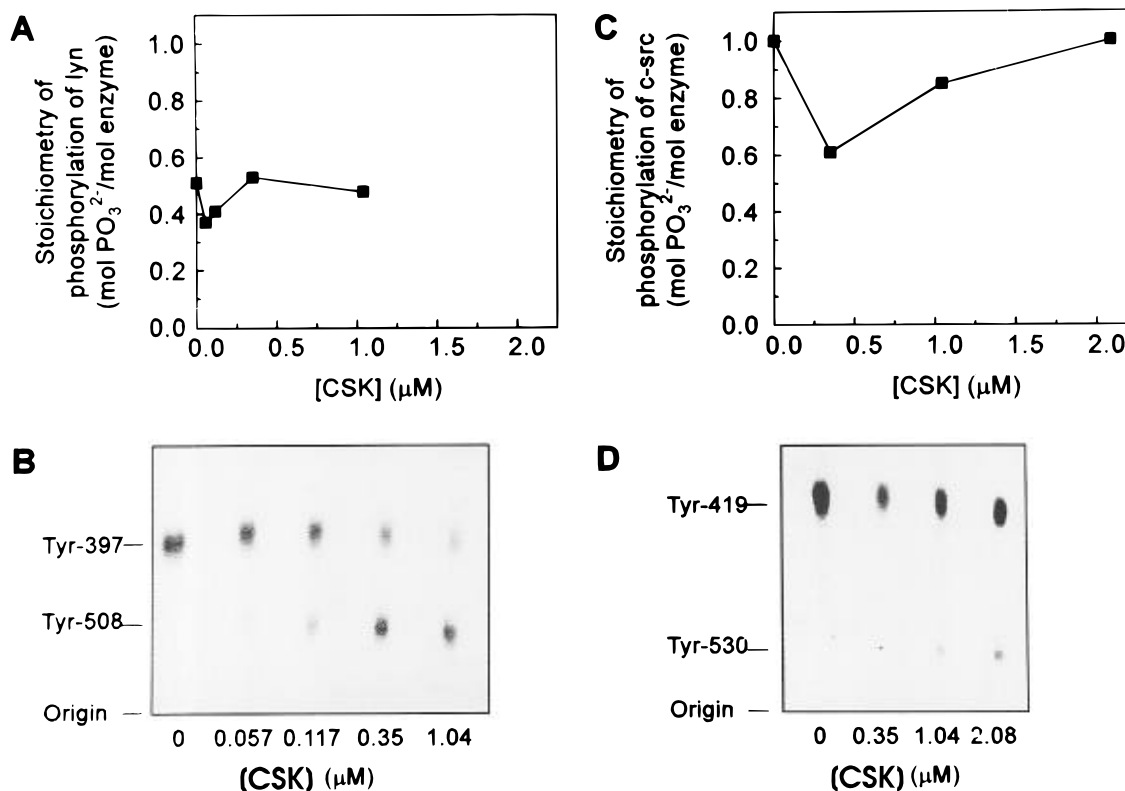 A
Stoichiometry of
phosphorylation of lyn
(mol PO₃²⁻/mol enzyme)
1.0
0.8
0.6
0.4
0.2
0.0
0.0 0.5 1.0 1.5 2.0
[CSK] (μM)
C
Stoichiometry of
phosphorylation of c-src
(mol PO₃²⁻/mol enzyme)
1.0
0.8
0.6
0.4
0.2
0.0
0.0 0.5 1.0 1.5 2.0
[CSK] (μM)
B
Tyr-397
Tyr-508
Origin
0 0.057 0.117 0.35 1.04
(CSK) (μM)
D
Tyr-419
Tyr-530
Origin
0 0.35 1.04 2.08
(CSK) (μM)